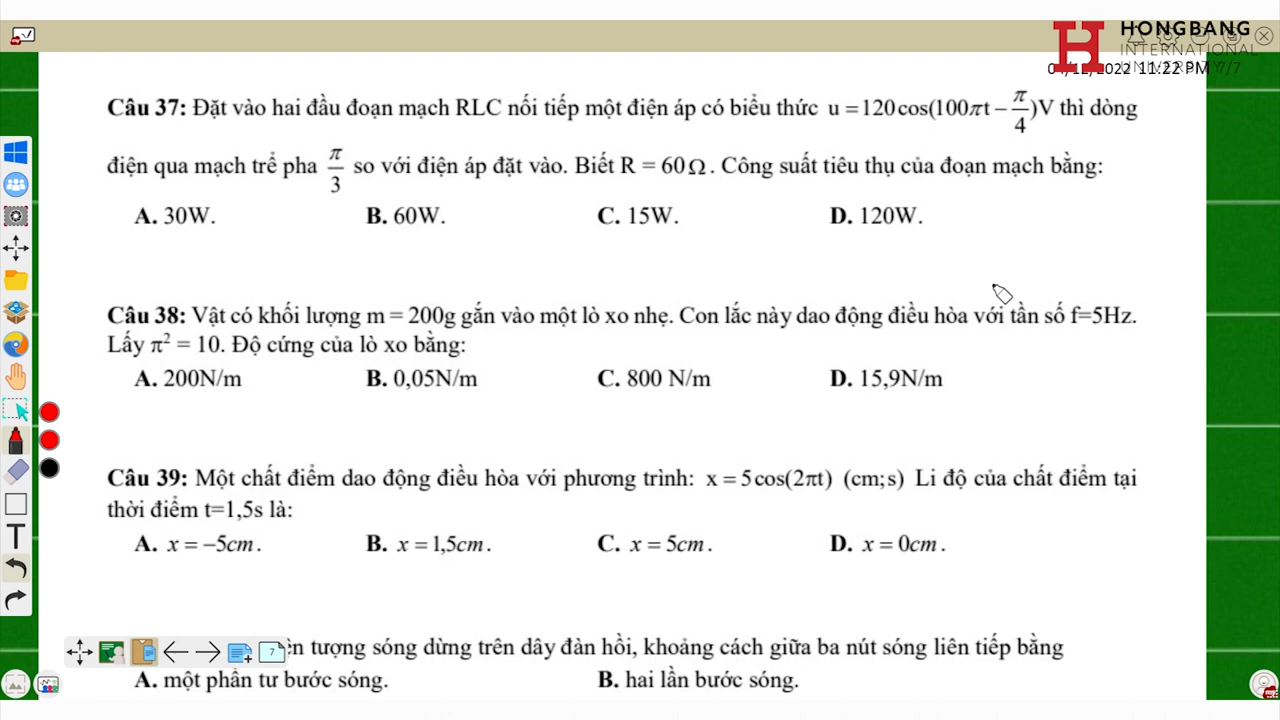 HONGBANG
INTERNATIONAL
UNIVERSITY
11:22 PM 7/7
Câu 37: Đặt vào hai đầu đoạn mạch RLC nối tiếp một điện áp có biểu thức u = 120cos(100πt − π/4)V thì dòng
điện qua mạch trể pha π/3 so với điện áp đặt vào. Biết R = 60Ω. Công suất tiêu thụ của đoạn mạch bằng:
A. 30W. B. 60W. C. 15W. D. 120W.
Câu 38: Vật có khối lượng m = 200g gắn vào một lò xo nhẹ. Con lắc này dao động điều hòa với tần số f=5Hz.
Lấy π² = 10. Độ cứng của lò xo bằng:
A. 200N/m B. 0,05N/m C. 800 N/m D. 15,9N/m
Câu 39: Một chất điểm dao động điều hòa với phương trình: x = 5cos(2πt) (cm;s) Li độ của chất điểm tại
thời điểm t=1,5s là:
A. x = −5cm. B. x = 1,5cm. C. x = 5cm. D. x = 0cm.
7
tượng sóng dừng trên dây đàn hồi, khoảng cách giữa ba nút sóng liên tiếp bằng
A. một phần tư bước sóng. B. hai lần bước sóng.